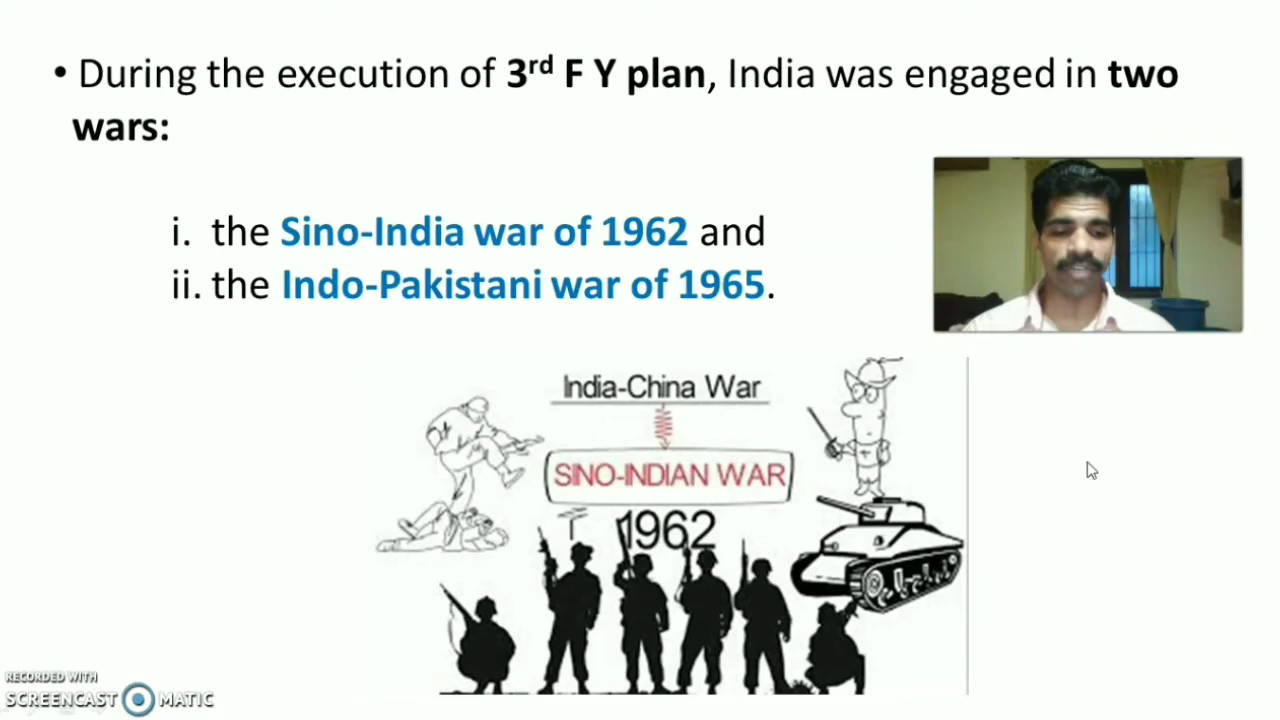 • During the execution of 3rd F Y plan, India was engaged in two
wars:
i. the Sino-India war of 1962 and
ii. the Indo-Pakistani war of 1965.
India-China War
SINO-INDIAN WAR
1962
RECORDED WITH
SCREENCAST MATIC